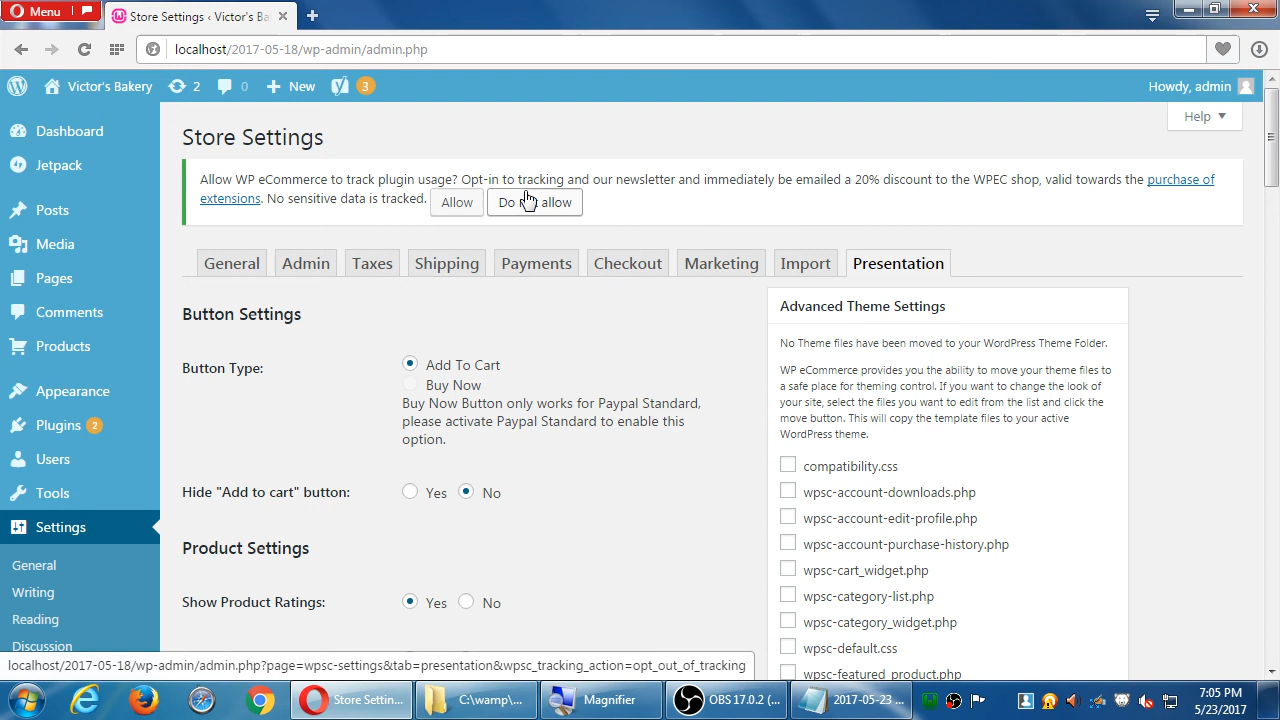 Menu
Store Settings ‹ Victor's Ba
localhost/2017-05-18/wp-admin/admin.php
Victor's Bakery
2
0
New
3
Howdy, admin
Dashboard
Jetpack
Posts
Media
Pages
Comments
Products
Appearance
Plugins 2
Users
Tools
Settings
General
Writing
Reading
Discussion
Help
Store Settings
Allow WP eCommerce to track plugin usage? Opt-in to tracking and our newsletter and immediately be emailed a 20% discount to the WPEC shop, valid towards the purchase of
extensions. No sensitive data is tracked. Allow Do allow
General Admin Taxes Shipping Payments Checkout Marketing Import Presentation
Button Settings
Button Type:
Add To Cart
Buy Now
Buy Now Button only works for Paypal Standard,
please activate Paypal Standard to enable this
option.
Hide "Add to cart" button:
Yes No
Product Settings
Show Product Ratings:
Yes No
Advanced Theme Settings
No Theme files have been moved to your WordPress Theme Folder.
WP eCommerce provides you the ability to move your theme files to
a safe place for theming control. If you want to change the look of
your site, select the files you want to edit from the list and click the
move button. This will copy the template files to your active
WordPress theme.
compatibility.css
wpsc-account-downloads.php
wpsc-account-edit-profile.php
wpsc-account-purchase-history.php
wpsc-cart_widget.php
wpsc-category-list.php
wpsc-category_widget.php
wpsc-default.css
wpsc-featured_product.php
localhost/2017-05-18/wp-admin/admin.php?page=wpsc-settings&tab=presentation&wpsc_tracking_action=opt_out_of_tracking
Store Settin...
C:\wamp\...
Magnifier
OBS 17.0.2 (...
2017-05-23 ...
7:05 PM
5/23/2017